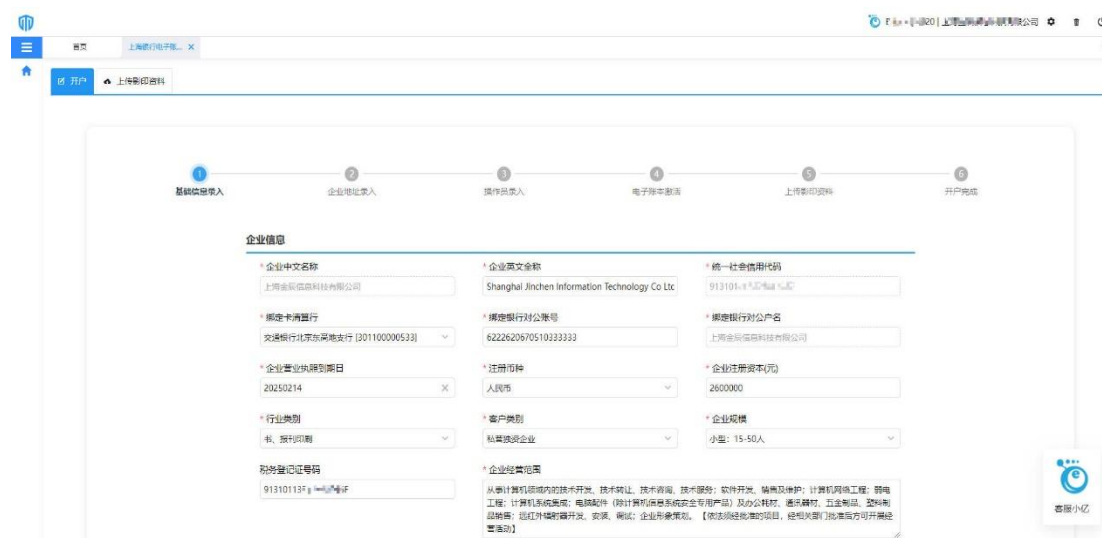 公司
首页
上海银行电子账... X
开户
上传影印资料
1 2 3 4 5 6
基础信息录入 企业地址录入 操作员录入 电子账本激活 上传影印资料 开户完成
企业信息
* 企业中文名称 * 企业英文全称 * 统一社会信用代码
上海金辰信息科技有限公司 Shanghai Jinchen Information Technology Co Ltc 913101
* 绑定卡清算行 * 绑定银行对公账号 * 绑定银行对公户名
交通银行北京东高地支行 [301100000533] 6222620670510333333 上海金辰信息科技有限公司
* 企业营业执照到期日 * 注册币种 * 企业注册资本(元)
20250214 人民币 2600000
* 行业类别 * 客户类别 * 企业规模
书、报刊印刷 私营独资企业 小型：15-50人
税务登记证号码 * 企业经营范围
91310113
从事计算机领域内的技术开发、技术转让、技术咨询、技术服务；软件开发、销售及维护；计算机网络工程；弱电
工程；计算机系统集成；电脑配件（除计算机信息系统安全专用产品）及办公耗材、通讯器材、五金制品、塑料制
品销售；远红外辐射器开发、安装、调试；企业形象策划。【依法须经批准的项目，经相关部门批准后方可开展经
营活动】
客服小亿